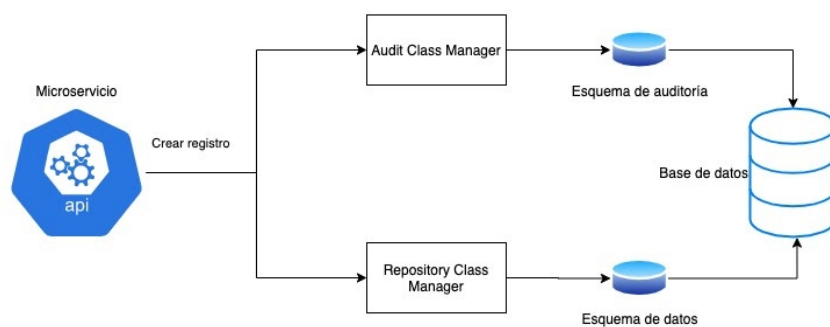 Microservicio
api
Crear registro
Audit Class Manager
Esquema de auditoría
Base de datos
Repository Class
Manager
Esquema de datos